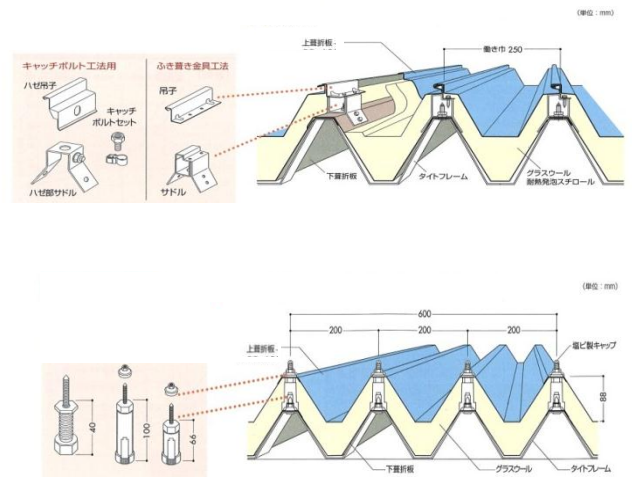 (単位：mm)
キャッチボルト工法用
ふき替き金具工法
ハゼ吊子
キャッチ
ボルトセット
吊子
ハゼ部サドル
サドル
上葺折板
働き巾 250
下葺折板
タイトフレーム
グラスウール
耐熱発泡スチロール
(単位：mm)
600
200
200
200
上葺折板
塩ビ製キャップ
88
40
100
66
下葺折板
グラスウール
タイトフレーム